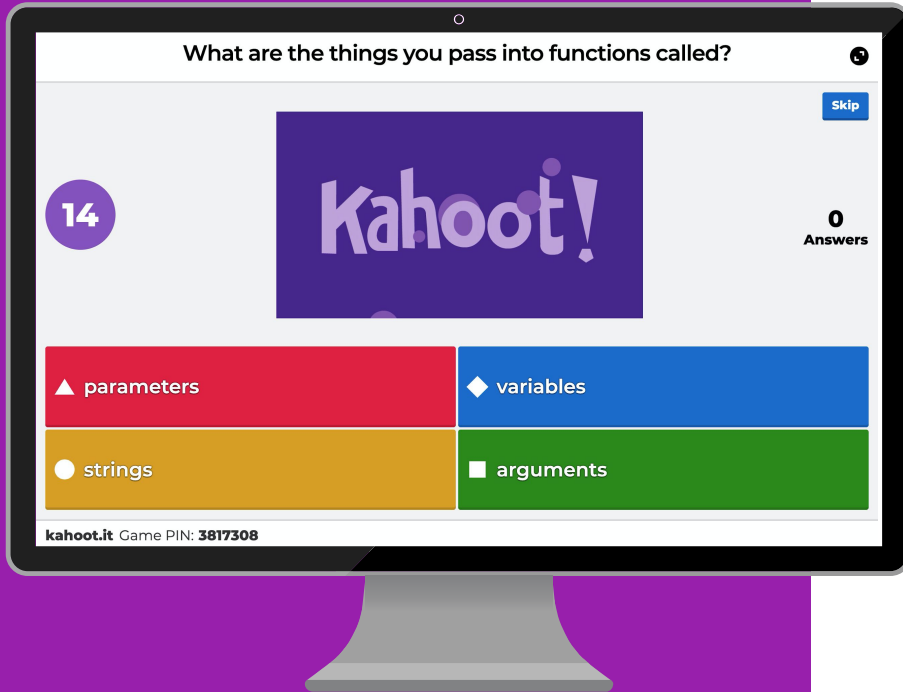 What are the things you pass into functions called?
Skip
14
Kahoot!
0
Answers
parameters
variables
strings
arguments
kahoot.it Game PIN: 3817308